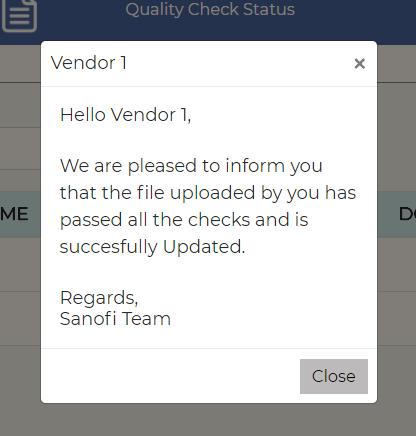 Quality Check Status
Vendor 1 ×
Hello Vendor 1,
We are pleased to inform you
that the file uploaded by you has
passed all the checks and is
succesfully Updated.
ME
DO
Regards,
Sanofi Team
Close